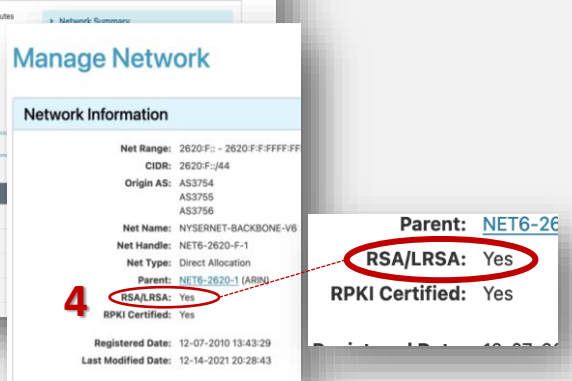 Network Summary
Manage Network
Network Information
Net Range: 2620:F:: - 2620:F:F:FFFF:FF
CIDR: 2620:F::/44
Origin AS: AS3754
AS3755
AS3756
Net Name: NYSERNET-BACKBONE-V6
Net Handle: NET6-2620-F-1
Net Type: Direct Allocation
Parent: NET6-2620-1 (ARIN)
4
RSA/LRSA: Yes
RPKI Certified: Yes
Registered Date: 12-07-2010 13:43:29
Last Modified Date: 12-14-2021 20:28:43
Parent: NET6-26
RSA/LRSA: Yes
RPKI Certified: Yes